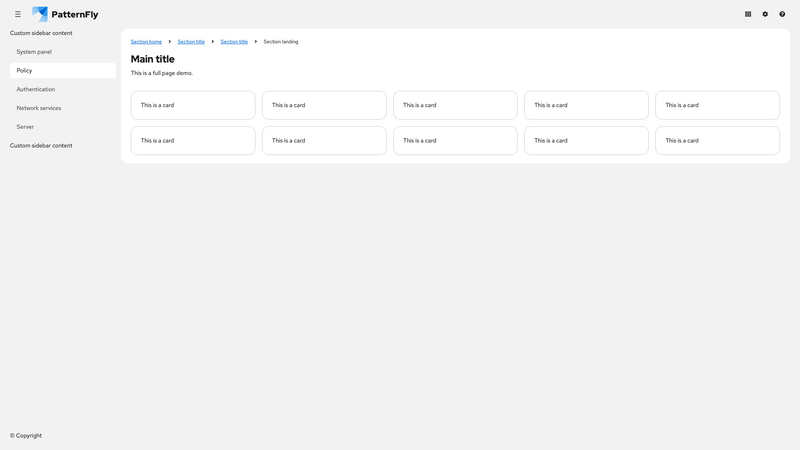 PatternFly
Custom sidebar content
System panel
Policy
Authentication
Network services
Server
Custom sidebar content
© Copyright
Section home Section title Section title Section landing
Main title
This is a full page demo.
This is a card This is a card This is a card This is a card This is a card
This is a card This is a card This is a card This is a card This is a card